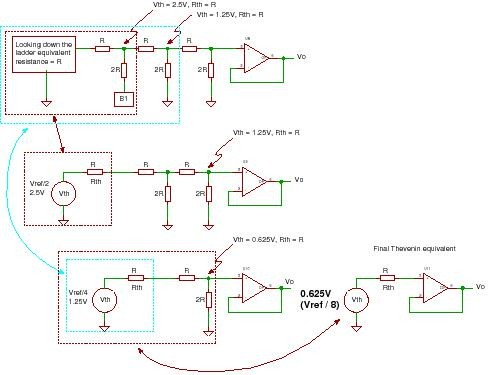 Vth = 2.5V, Rth = R
Vth = 1.25V, Rth = R
Looking down the
ladder equivalent
resistance = R
R
R
R
2R
2R
2R
B1
Vo
Vth = 1.25V, Rth = R
Vref/2
2.5V
Vth
R
Rth
R
R
2R
2R
Vo
Vth = 0.625V, Rth = R
Vref/4
1.25V
Vth
R
Rth
R
2R
Vo
Final Thevenin equivalent
0.625V
(Vref / 8)
Vth
R
Rth
Vo